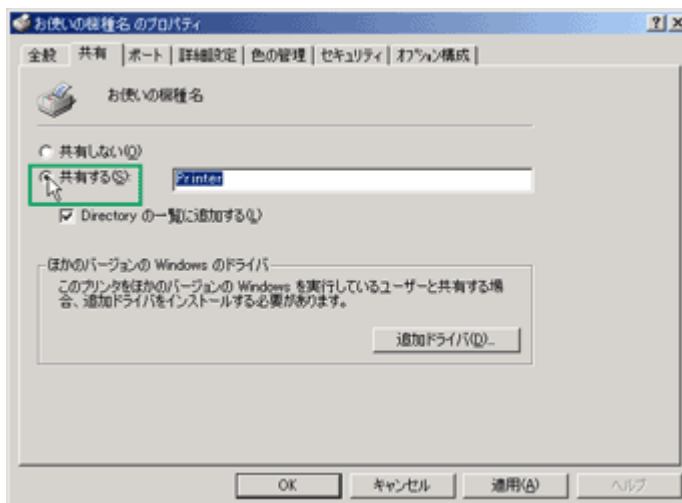 お使いの機種名 のプロパティ
全般 共有 ポート 詳細設定 色の管理 セキュリティ オプション構成
お使いの機種名
共有しない(O)
共有する(S): Printer
Directory の一覧に追加する(L)
ほかのバージョンの Windows のドライバ
このプリンタをほかのバージョンの Windows を実行しているユーザーと共有する場
合、追加ドライバをインストールする必要があります。
追加ドライバ(D)...
OK キャンセル 適用(A) ヘルプ